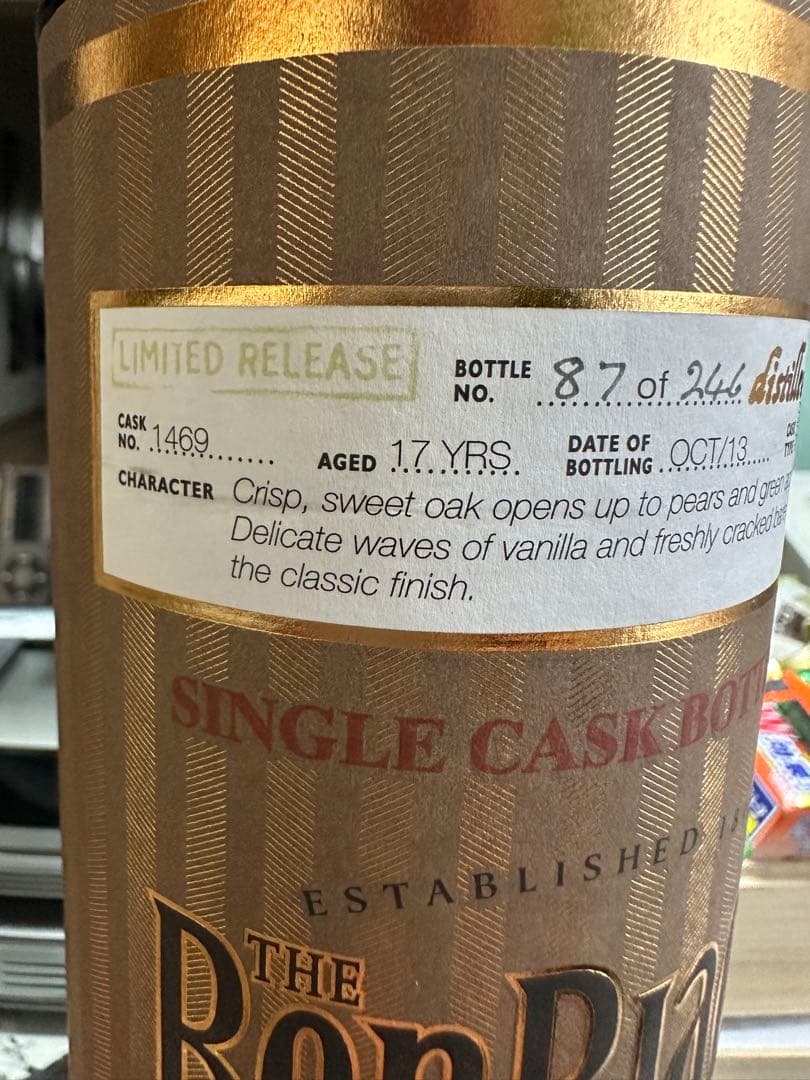 LIMITED RELEASE
BOTTLE NO. 87 of 246
CASK NO. 1469
AGED 17 YRS.
DATE OF BOTTLING OCT/13
CHARACTER Crisp, sweet oak opens up to pears and green
Delicate waves of vanilla and freshly cracked
the classic finish.
SINGLE CASK
ESTABLISHED
THE